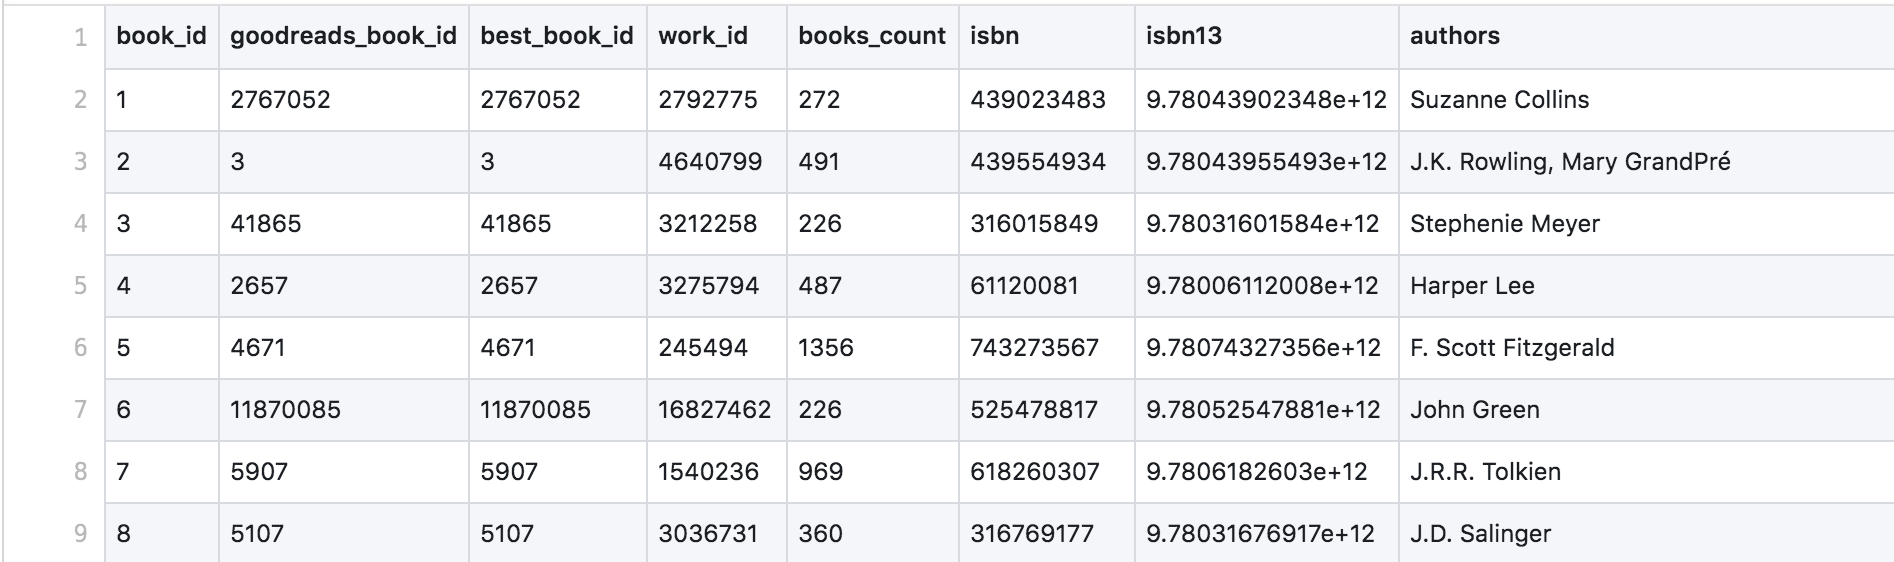 1 book_id goodreads_book_id best_book_id work_id books_count isbn isbn13 authors
2 1 2767052 2767052 2792775 272 439023483 9.78043902348e+12 Suzanne Collins
3 2 3 3 4640799 491 439554934 9.78043955493e+12 J.K. Rowling, Mary GrandPré
4 3 41865 41865 3212258 226 316015849 9.78031601584e+12 Stephenie Meyer
5 4 2657 2657 3275794 487 61120081 9.78006112008e+12 Harper Lee
6 5 4671 4671 245494 1356 743273567 9.78074327356e+12 F. Scott Fitzgerald
7 6 11870085 11870085 16827462 226 525478817 9.78052547881e+12 John Green
8 7 5907 5907 1540236 969 618260307 9.7806182603e+12 J.R.R. Tolkien
9 8 5107 5107 3036731 360 316769177 9.78031676917e+12 J.D. Salinger